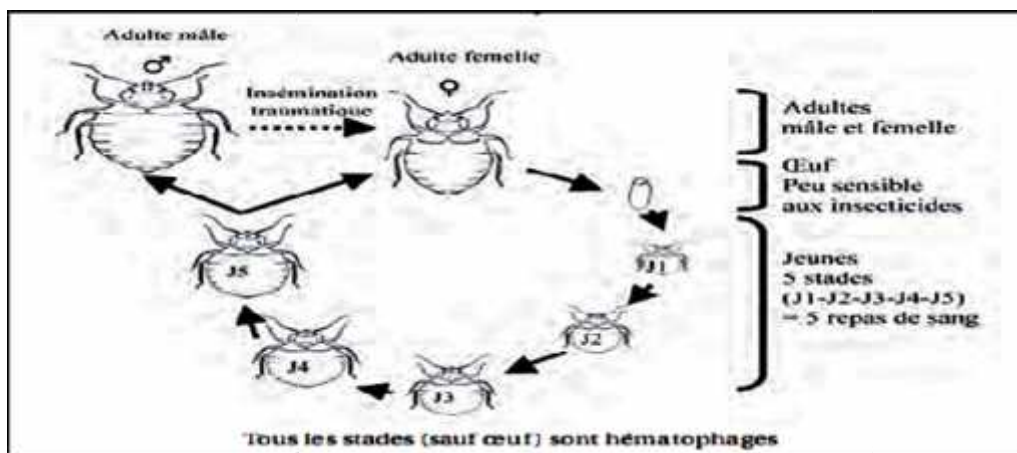 Adulte mâle
♂
Adulte femelle
♀
Insémination
traumatique
Adultes
mâle et femelle
Œuf
Peu sensible
aux insecticides
Jeunes
5 stades
(J1-J2-J3-J4-J5)
= 5 repas de sang
J1
J2
J3
J4
J5
Tous les stades (sauf œuf) sont hématophages